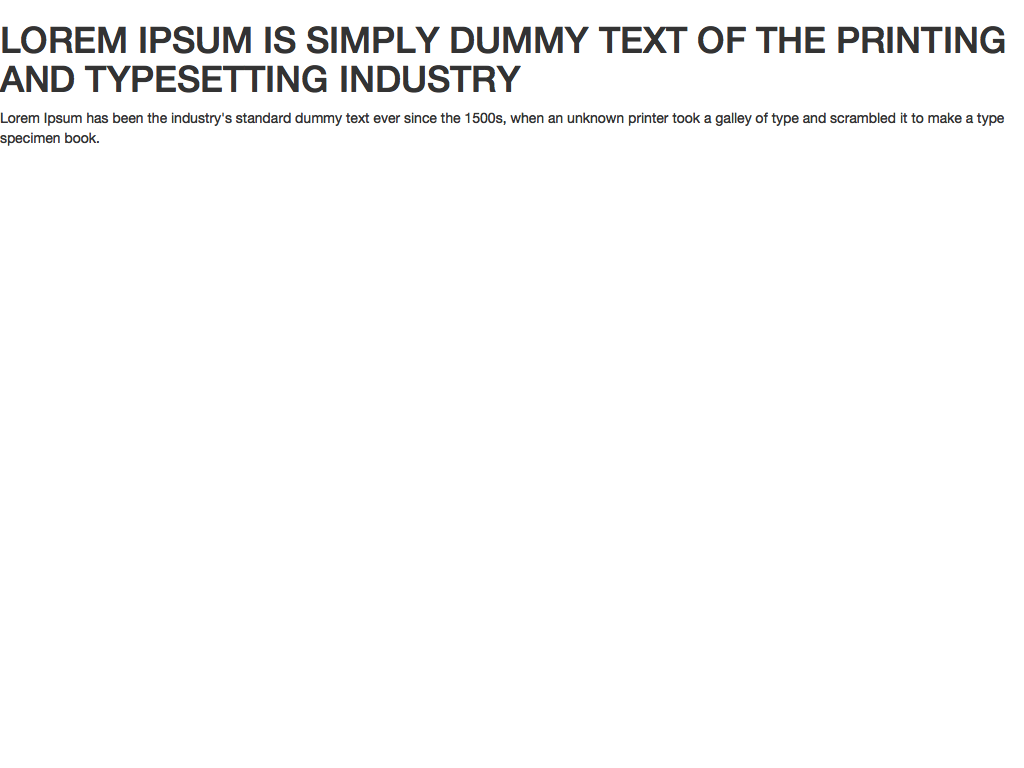 LOREM IPSUM IS SIMPLY DUMMY TEXT OF THE PRINTING
AND TYPESETTING INDUSTRY
Lorem Ipsum has been the industry's standard dummy text ever since the 1500s, when an unknown printer took a galley of type and scrambled it to make a type
specimen book.